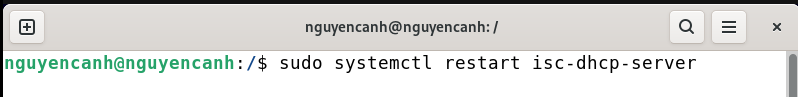 nguyencanh@nguyencanh: /
nguyencanh@nguyencanh:/$ sudo systemctl restart isc-dhcp-server